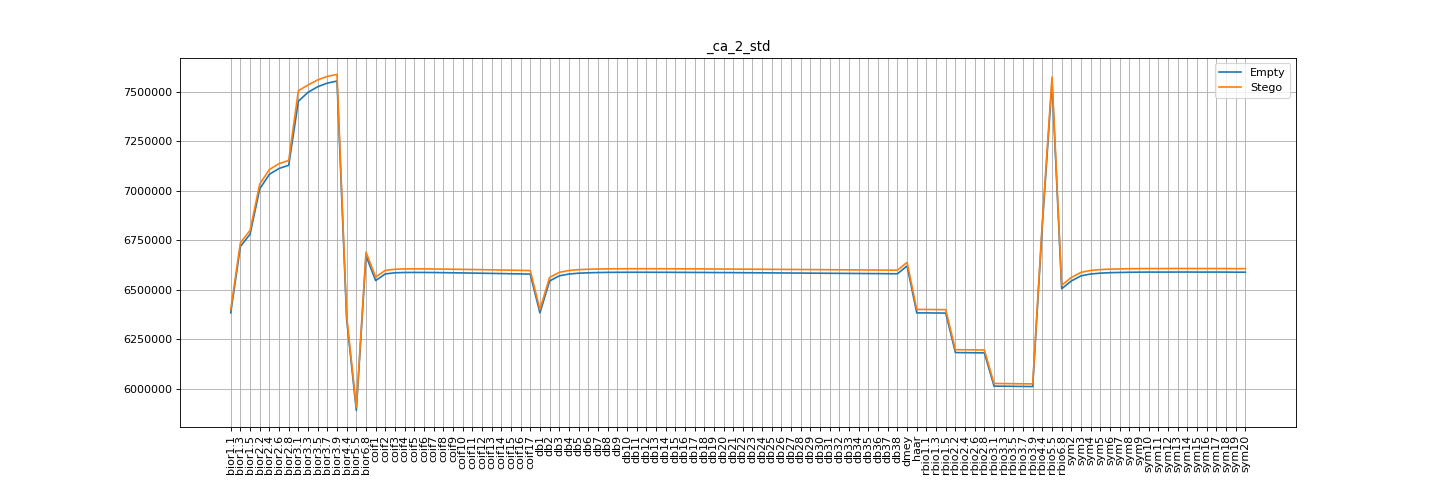 _ca_2_std
Empty
Stego
7500000
7250000
7000000
6750000
6500000
6250000
6000000
bior1.1
bior1.3
bior1.5
bior2.2
bior2.4
bior2.6
bior2.8
bior3.1
bior3.3
bior3.5
bior3.7
bior3.9
bior4.4
bior5.5
bior6.8
coif1
coif2
coif3
coif4
coif5
coif6
coif7
coif8
coif9
coif10
coif11
coif12
coif13
coif14
coif15
coif16
coif17
db1
db2
db3
db4
db5
db6
db7
db8
db9
db10
db11
db12
db13
db14
db15
db16
db17
db18
db19
db20
db21
db22
db23
db24
db25
db26
db27
db28
db29
db30
db31
db32
db33
db34
db35
db36
db37
db38
dmey
haar
rbio1.1
rbio1.3
rbio1.5
rbio2.2
rbio2.4
rbio2.6
rbio2.8
rbio3.1
rbio3.3
rbio3.5
rbio3.7
rbio3.9
rbio4.4
rbio5.5
rbio6.8
sym2
sym3
sym4
sym5
sym6
sym7
sym8
sym9
sym10
sym11
sym12
sym13
sym14
sym15
sym16
sym17
sym18
sym19
sym20